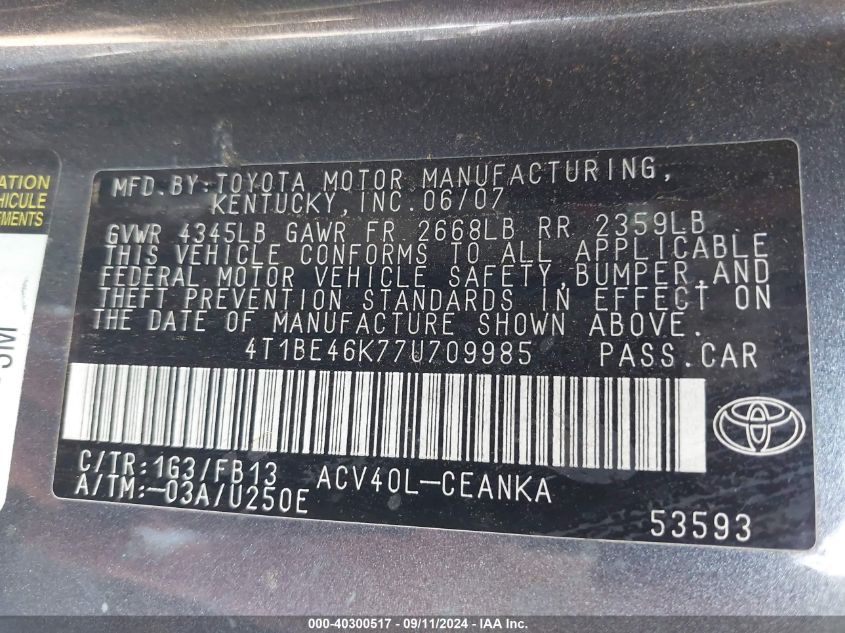 ATION
EHICULE
EMENTS
SM
MFD. BY: TOYOTA MOTOR MANUFACTURING,
KENTUCKY, INC. 06/07
GVWR 4345LB GAWR FR 2668LB RR 2359LB
THIS VEHICLE CONFORMS TO ALL APPLICABLE
FEDERAL MOTOR VEHICLE SAFETY, BUMPER, AND
THEFT PREVENTION STANDARDS IN EFFECT ON
THE DATE OF MANUFACTURE SHOWN ABOVE.
4T1BE46K77U709985 PASS. CAR
C/TR: 1G3/FB13 ACV40L-CEANKA
A/TM: -03A/U250E
53593
000-40300517 - 09/11/2024 - IAA Inc.